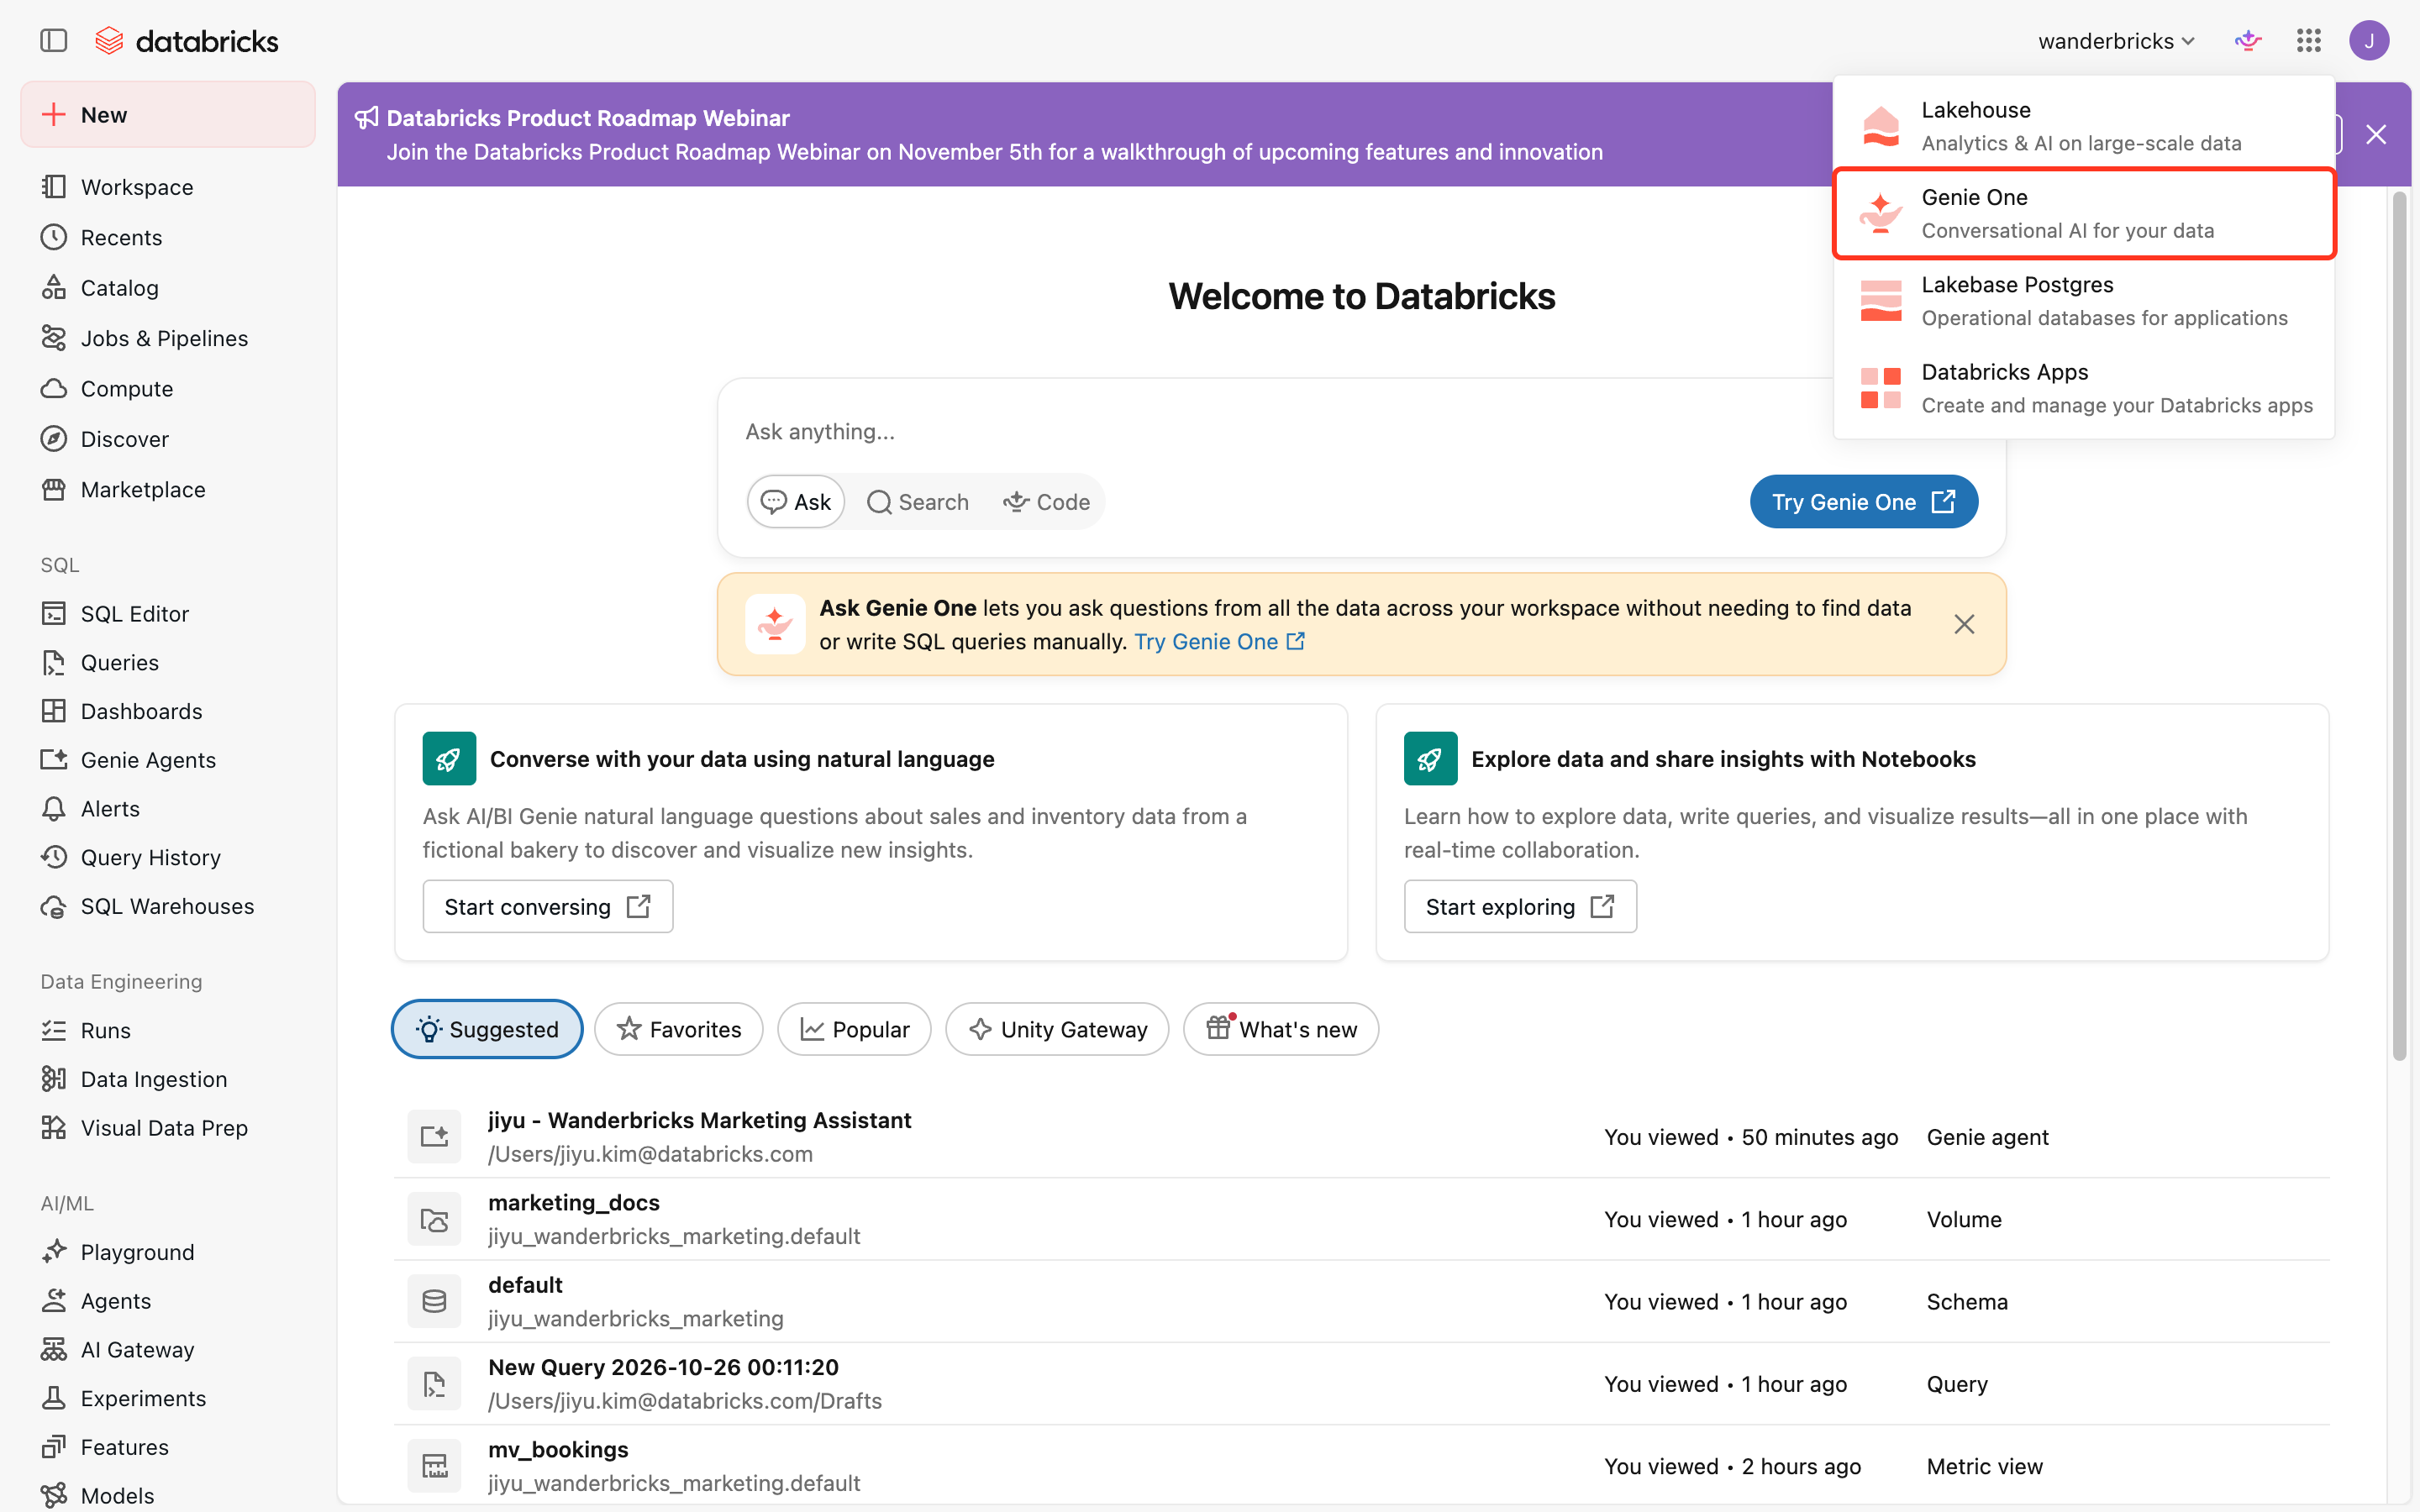 databricks
wanderbricks
J
New
Workspace
Recents
Catalog
Jobs & Pipelines
Compute
Discover
Marketplace
SQL
SQL Editor
Queries
Dashboards
Genie Agents
Alerts
Query History
SQL Warehouses
Data Engineering
Runs
Data Ingestion
Visual Data Prep
AI/ML
Playground
Agents
AI Gateway
Experiments
Features
Models
Databricks Product Roadmap Webinar
Join the Databricks Product Roadmap Webinar on November 5th for a walkthrough of upcoming features and innovation
Lakehouse
Analytics & AI on large-scale data
Genie One
Conversational AI for your data
Lakebase Postgres
Operational databases for applications
Databricks Apps
Create and manage your Databricks apps
Welcome to Databricks
Ask anything...
Ask
Search
Code
Try Genie One
Ask Genie One lets you ask questions from all the data across your workspace without needing to find data
or write SQL queries manually. Try Genie One
Converse with your data using natural language
Ask AI/BI Genie natural language questions about sales and inventory data from a
fictional bakery to discover and visualize new insights.
Start conversing
Explore data and share insights with Notebooks
Learn how to explore data, write queries, and visualize results—all in one place with
real-time collaboration.
Start exploring
Suggested
Favorites
Popular
Unity Gateway
What's new
jiyu - Wanderbricks Marketing Assistant
/Users/jiyu.kim@databricks.com
You viewed • 50 minutes ago
Genie agent
marketing_docs
jiyu_wanderbricks_marketing.default
You viewed • 1 hour ago
Volume
default
jiyu_wanderbricks_marketing
You viewed • 1 hour ago
Schema
New Query 2026-10-26 00:11:20
/Users/jiyu.kim@databricks.com/Drafts
You viewed • 1 hour ago
Query
mv_bookings
jiyu_wanderbricks_marketing.default
You viewed • 2 hours ago
Metric view